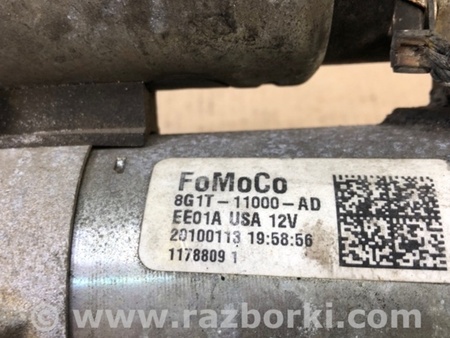 FoMoCo
8G1T-11000-AD
EE01A USA 12V
20100113 19:58:56
1178809 1
© - www.razborki.com